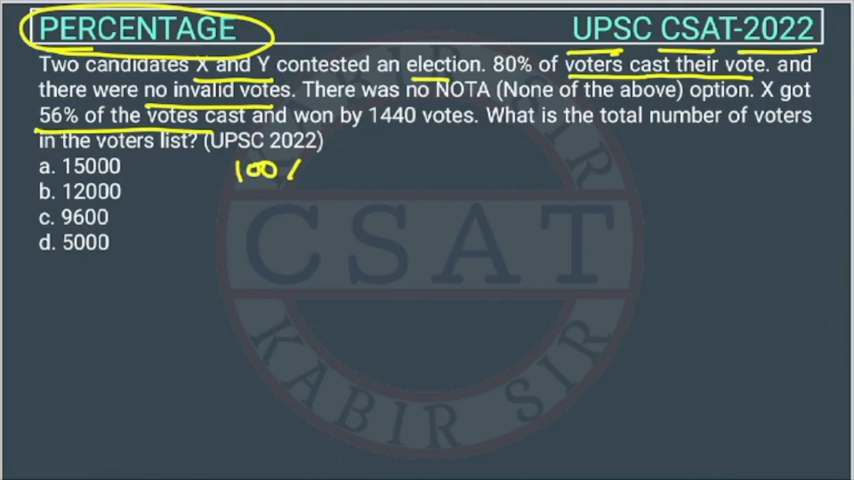 PERCENTAGE
UPSC CSAT-2022
Two candidates X and Y contested an election. 80% of voters cast their vote. and
there were no invalid votes. There was no NOTA (None of the above) option. X got
56% of the votes cast and won by 1440 votes. What is the total number of voters
in the voters list? (UPSC 2022)
a. 15000
100 /
b. 12000
c. 9600
d. 5000
KABIR SIR
CSAT
KABIR SIR